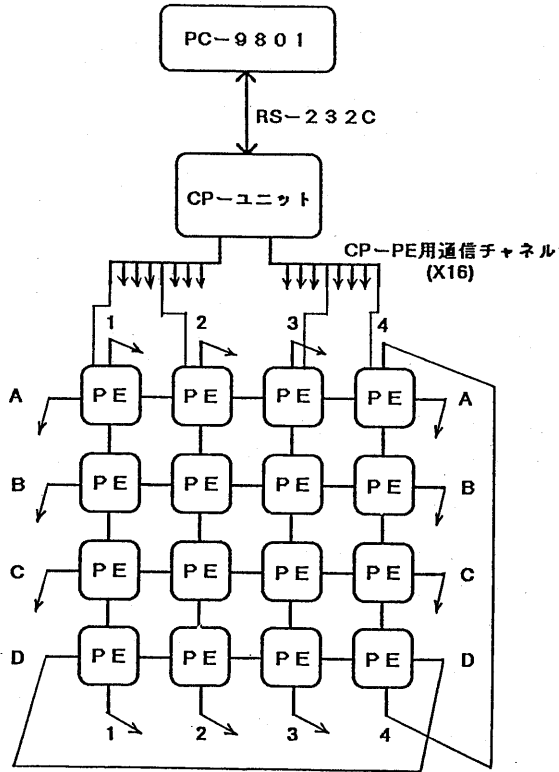 PC-9801
RS-232C
CP-ユニット
CP-PE用通信チャネル
(X16)
1 2 3 4
A PE PE PE PE A
B PE PE PE PE B
C PE PE PE PE C
D PE PE PE PE D
1 2 3 4